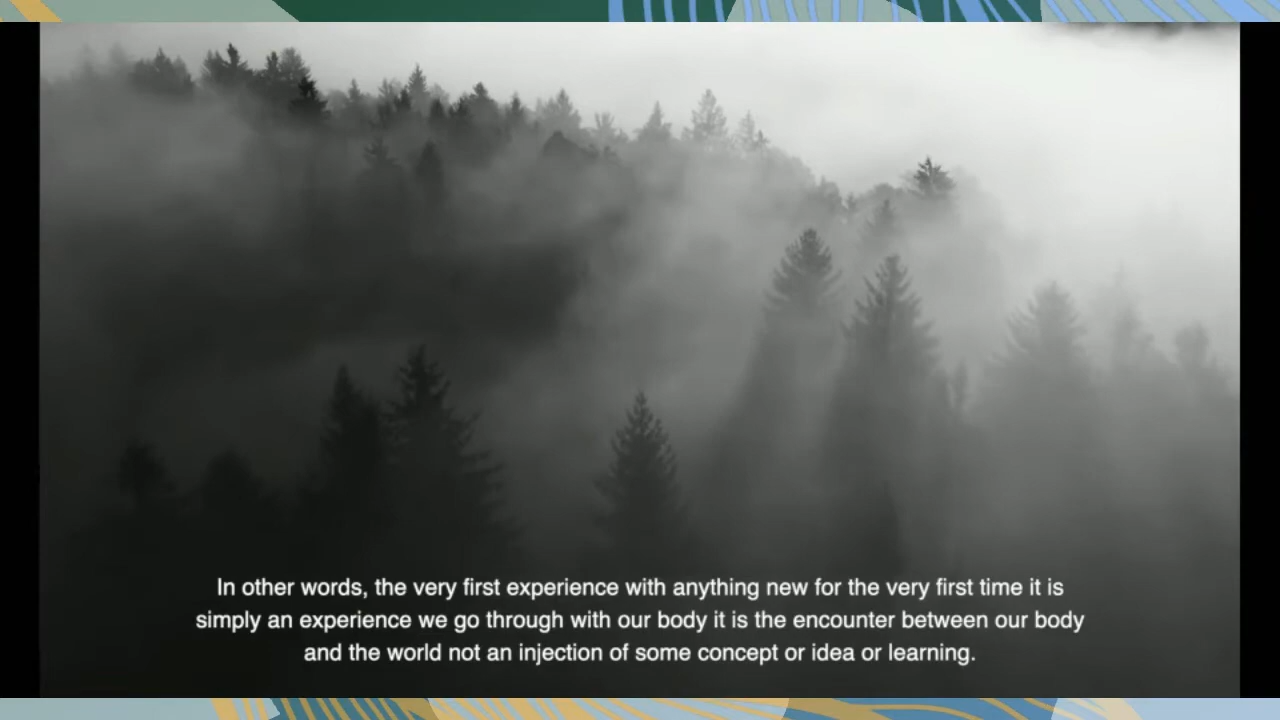 In other words, the very first experience with anything new for the very first time it is
simply an experience we go through with our body it is the encounter between our body
and the world not an injection of some concept or idea or learning.